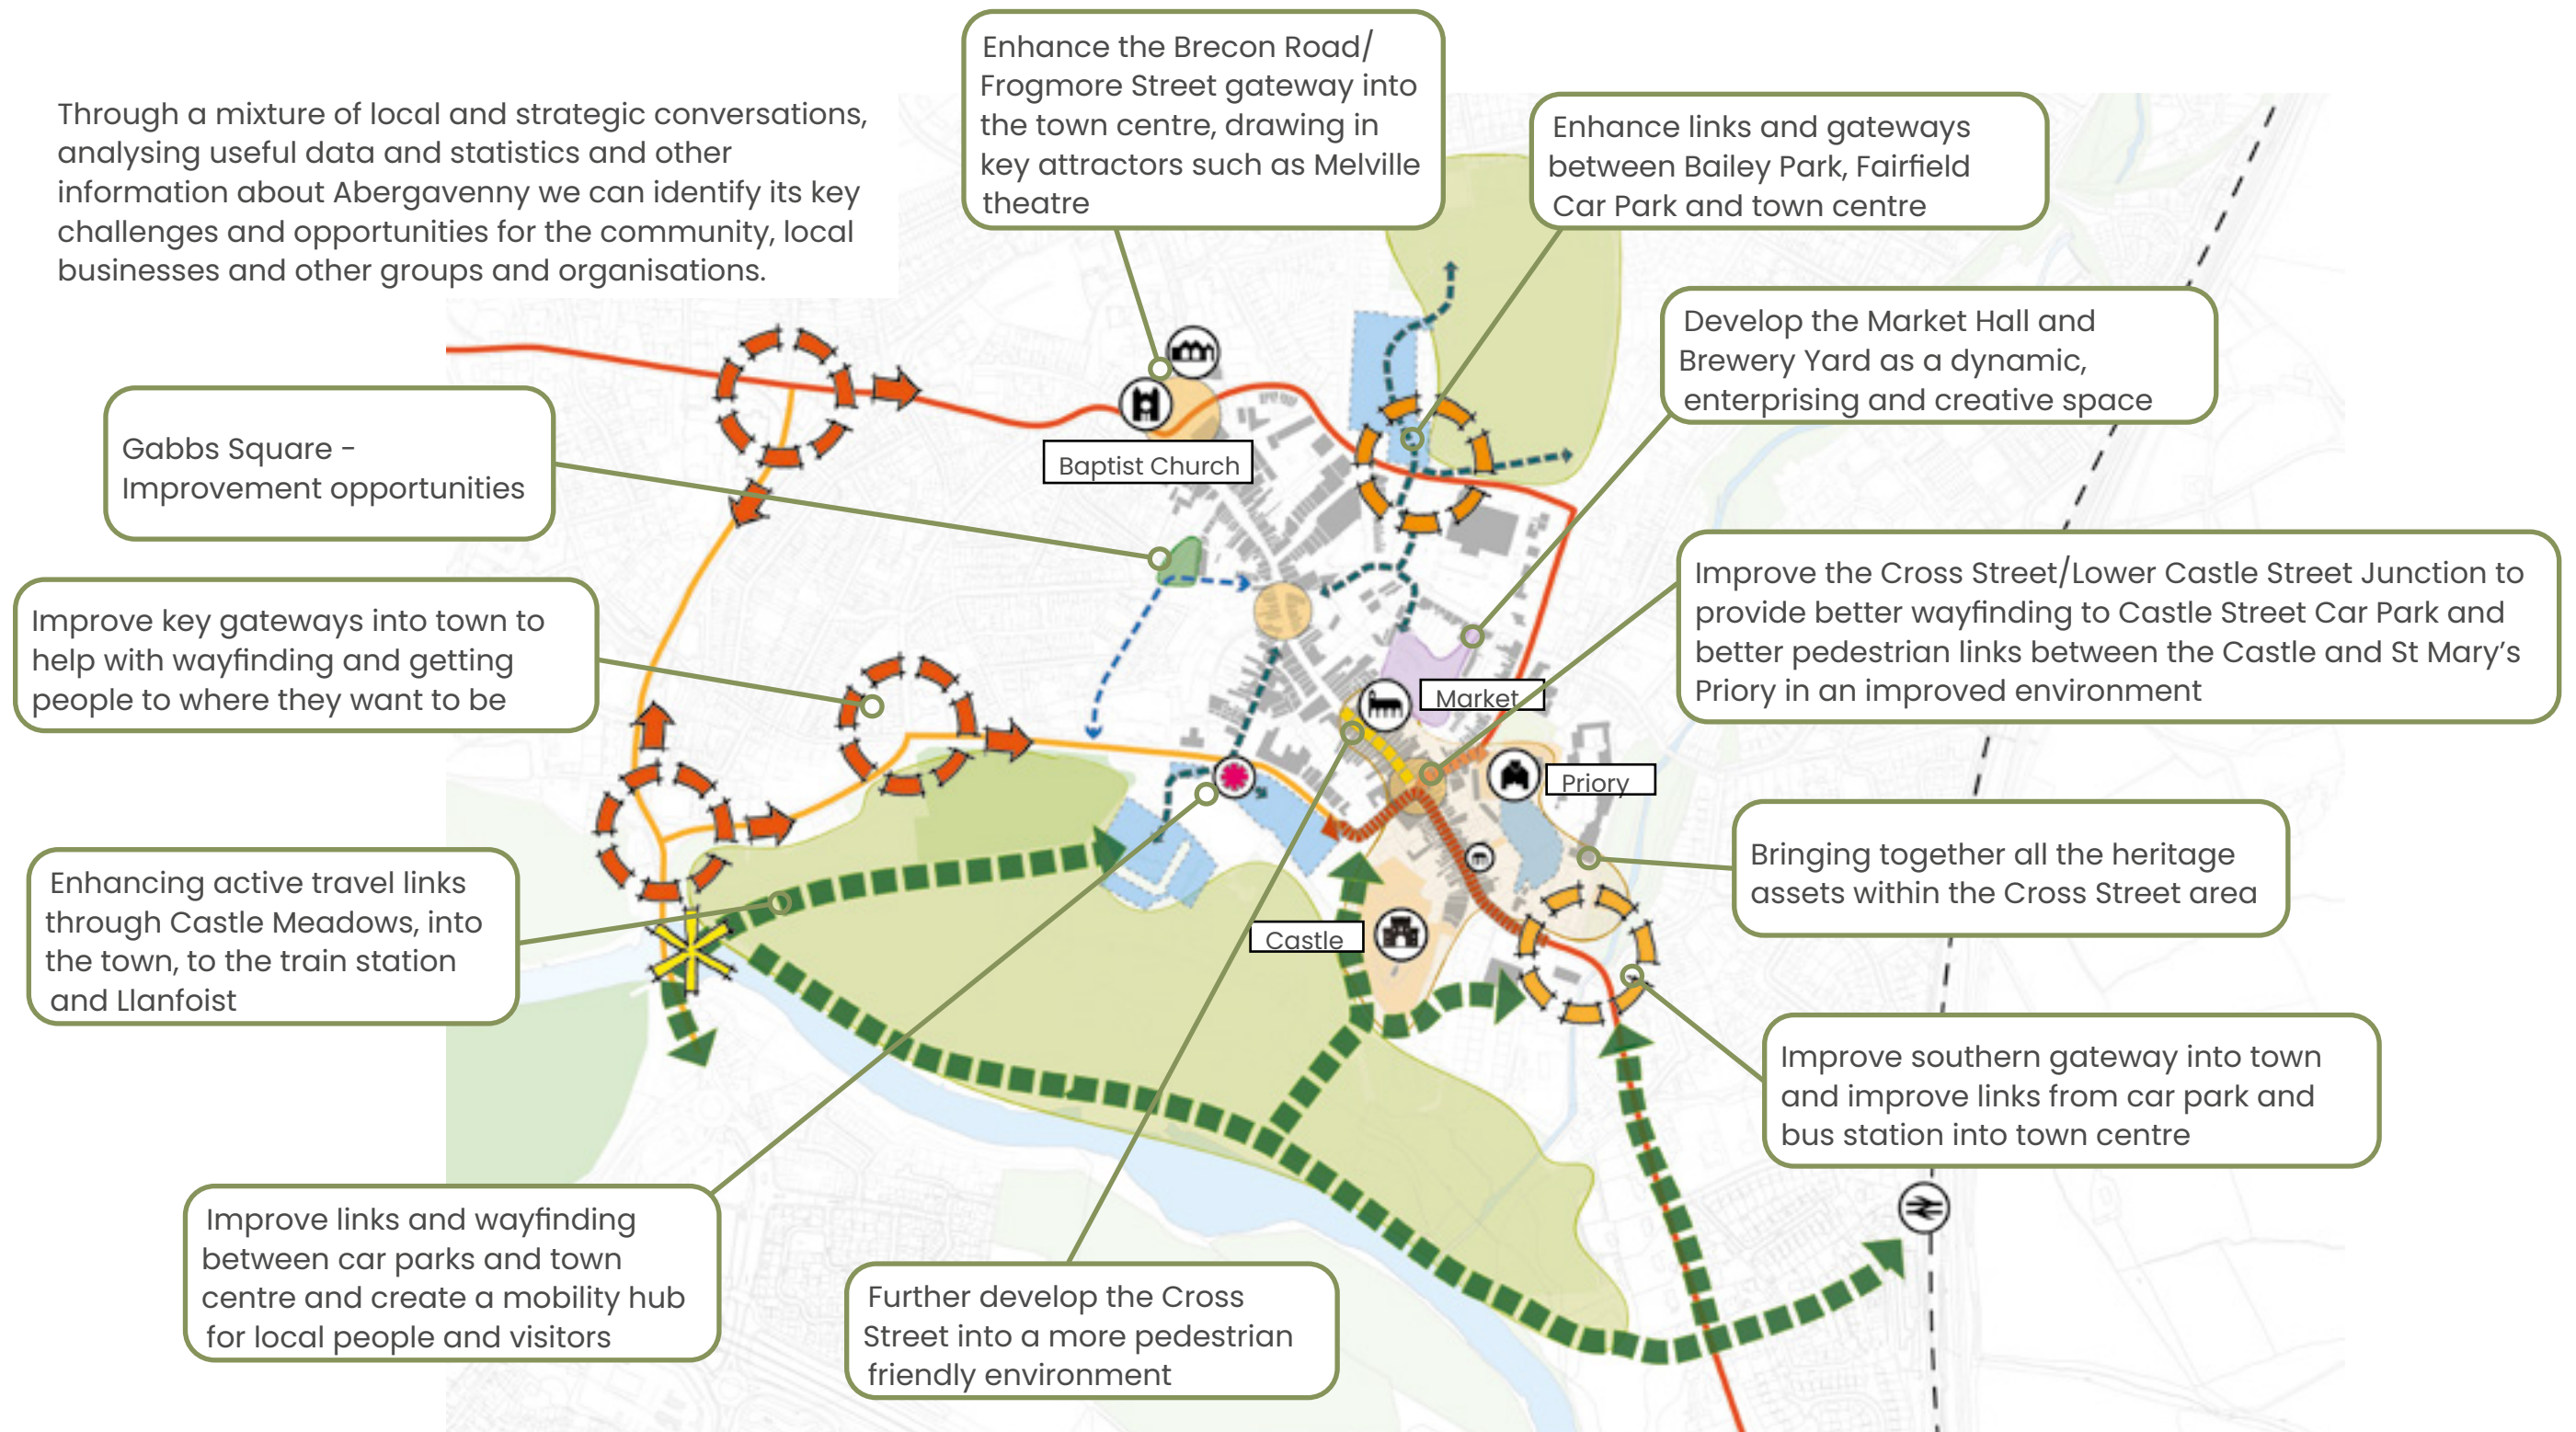 Through a mixture of local and strategic conversations,
analysing useful data and statistics and other
information about Abergavenny we can identify its key
challenges and opportunities for the community, local
businesses and other groups and organisations.
Enhance the Brecon Road/
Frogmore Street gateway into
the town centre, drawing in
key attractors such as Melville
theatre
Enhance links and gateways
between Bailey Park, Fairfield
Car Park and town centre
Develop the Market Hall and
Brewery Yard as a dynamic,
enterprising and creative space
Gabbs Square -
Improvement opportunities
Baptist Church
Improve the Cross Street/Lower Castle Street Junction to
provide better wayfinding to Castle Street Car Park and
better pedestrian links between the Castle and St Mary's
Priory in an improved environment
Improve key gateways into town to
help with wayfinding and getting
people to where they want to be
Market
Priory
Bringing together all the heritage
assets within the Cross Street area
Enhancing active travel links
through Castle Meadows, into
the town, to the train station
and Llanfoist
Castle
Improve southern gateway into town
and improve links from car park and
bus station into town centre
Improve links and wayfinding
between car parks and town
centre and create a mobility hub
for local people and visitors
Further develop the Cross
Street into a more pedestrian
friendly environment